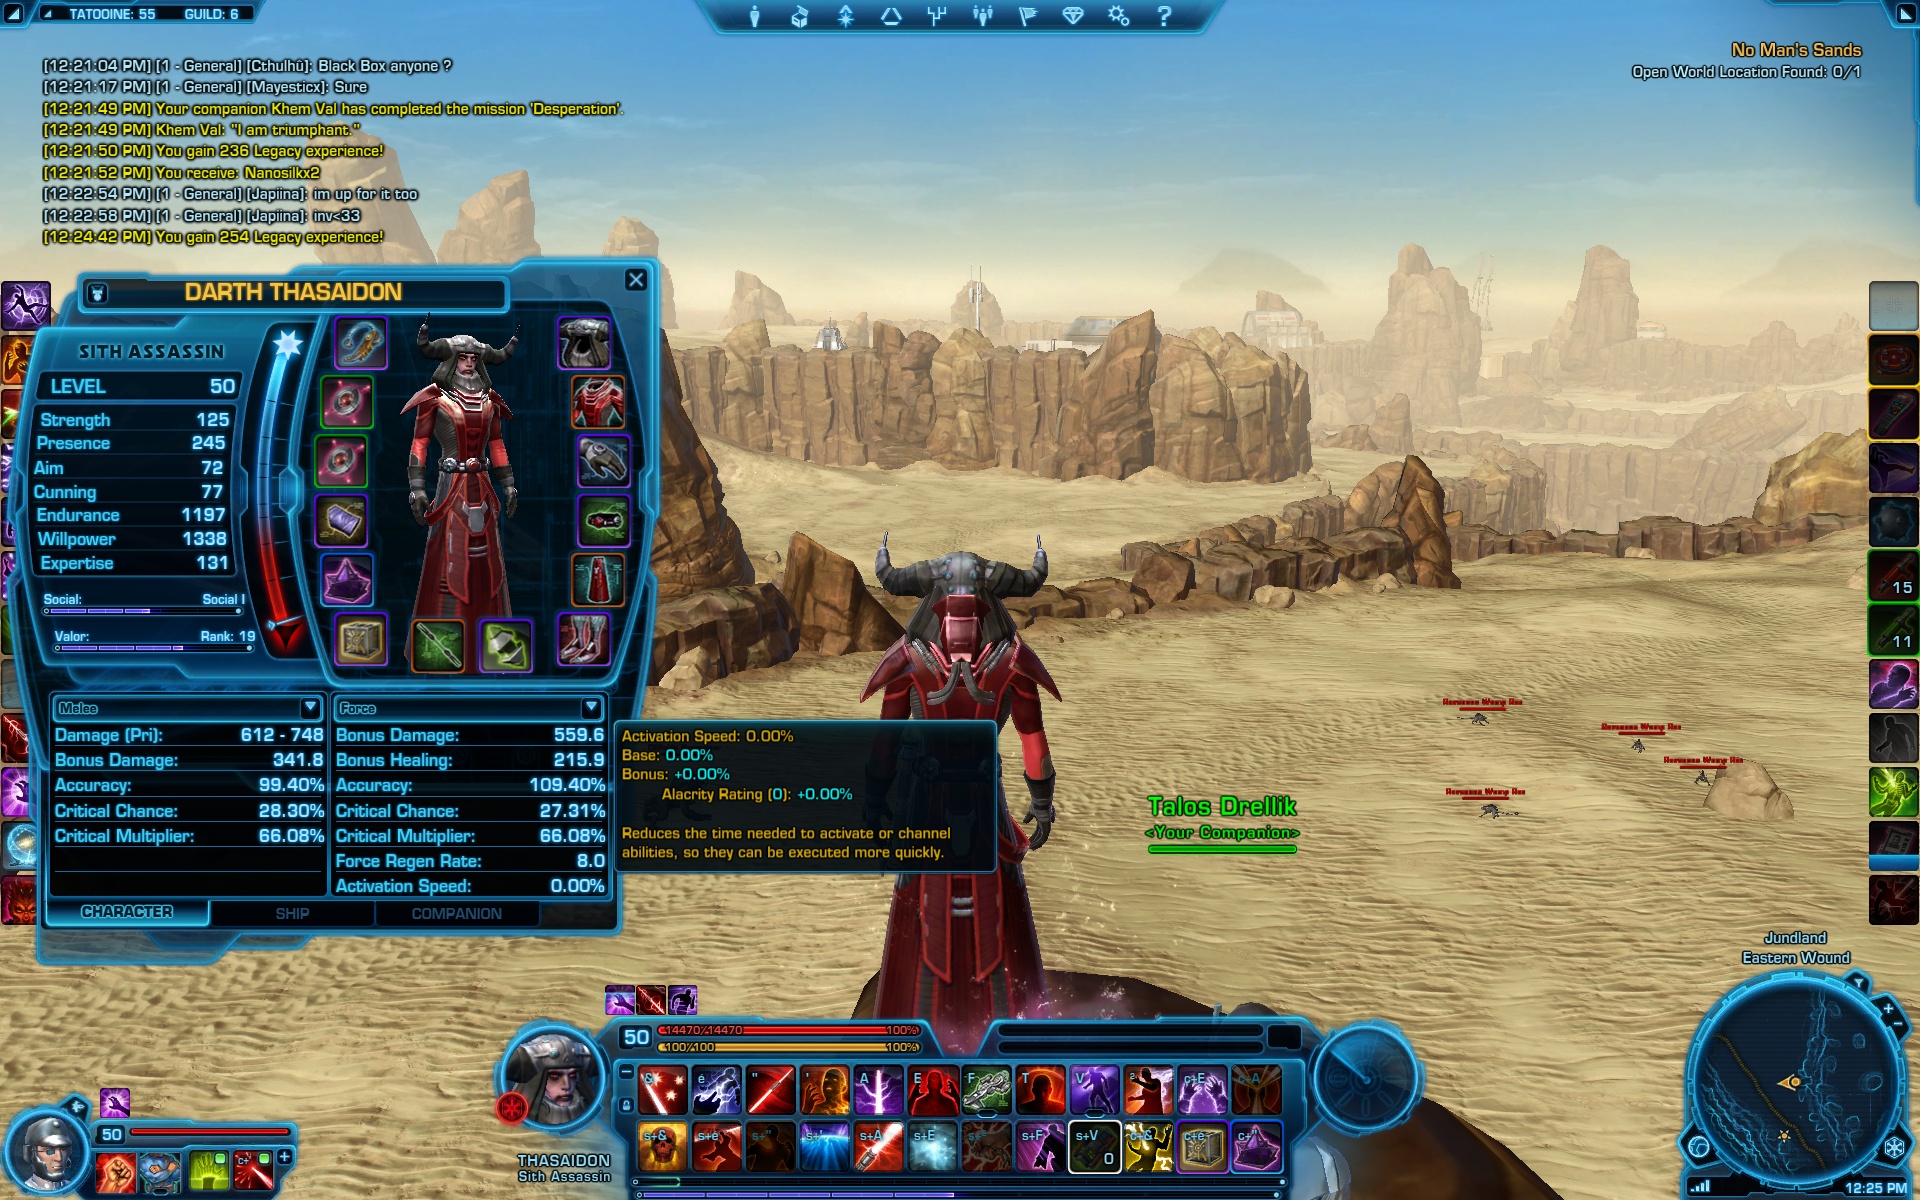 TATOOINE: 55 GUILD: 6
[12:21:04 PM] [1 - General] [Cthulhû]: Black Box anyone ?
[12:21:17 PM] [1 - General] [Mayesticx]: Sure
[12:21:49 PM] Your companion Khem Val has completed the mission 'Desperation'.
[12:21:49 PM] Khem Val: "I am triumphant."
[12:21:50 PM] You gain 236 Legacy experience!
[12:21:52 PM] You receive: Nanosilkx2
[12:22:54 PM] [1 - General] [Japiina]: im up for it too
[12:22:58 PM] [1 - General] [Japiina]: inv<33
[12:24:42 PM] You gain 254 Legacy experience!
No Man's Sands
Open World Location Found: 0/1
DARTH THASAIDON
SITH ASSASSIN
LEVEL 50
Strength 125
Presence 245
Aim 72
Cunning 77
Endurance 1197
Willpower 1338
Expertise 131
Social: Social I
Valor: Rank: 19
Melee
Damage (Pri): 612 - 748
Bonus Damage: 341.8
Accuracy: 99.40%
Critical Chance: 28.30%
Critical Multiplier: 66.08%
Force
Bonus Damage: 559.6
Bonus Healing: 215.9
Accuracy: 109.40%
Critical Chance: 27.31%
Critical Multiplier: 66.08%
Force Regen Rate: 8.0
Activation Speed: 0.00%
CHARACTER SHIP COMPANION
Activation Speed: 0.00%
Base: 0.00%
Bonus: +0.00%
Alacrity Rating (0): +0.00%
Reduces the time needed to activate or channel
abilities, so they can be executed more quickly.
Talos Drellik
<Your Companion>
15
11
Jundland
Eastern Wound
12:25 PM
50
14470/14470 100%
100/100 100%
& é " ' A E F T V c+E c+A
s+& s+é s+" s+' s+A s+E s+F s+V 0 c+& c+é c+"
THASAIDON
Sith Assassin
50